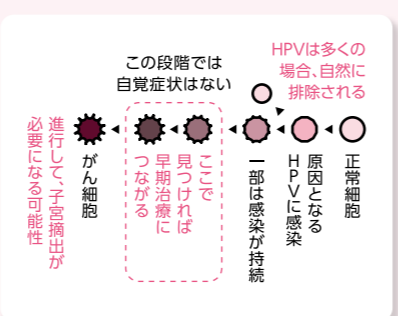 HPVは多くの
場合、自然に
排除される
この段階では
自覚症状はない
正常細胞
原因となる
HPVに感染
一部は感染が持続
ここで
見つければ
早期治療に
つながる
がん細胞
進行して、子宮摘出が
必要になる可能性